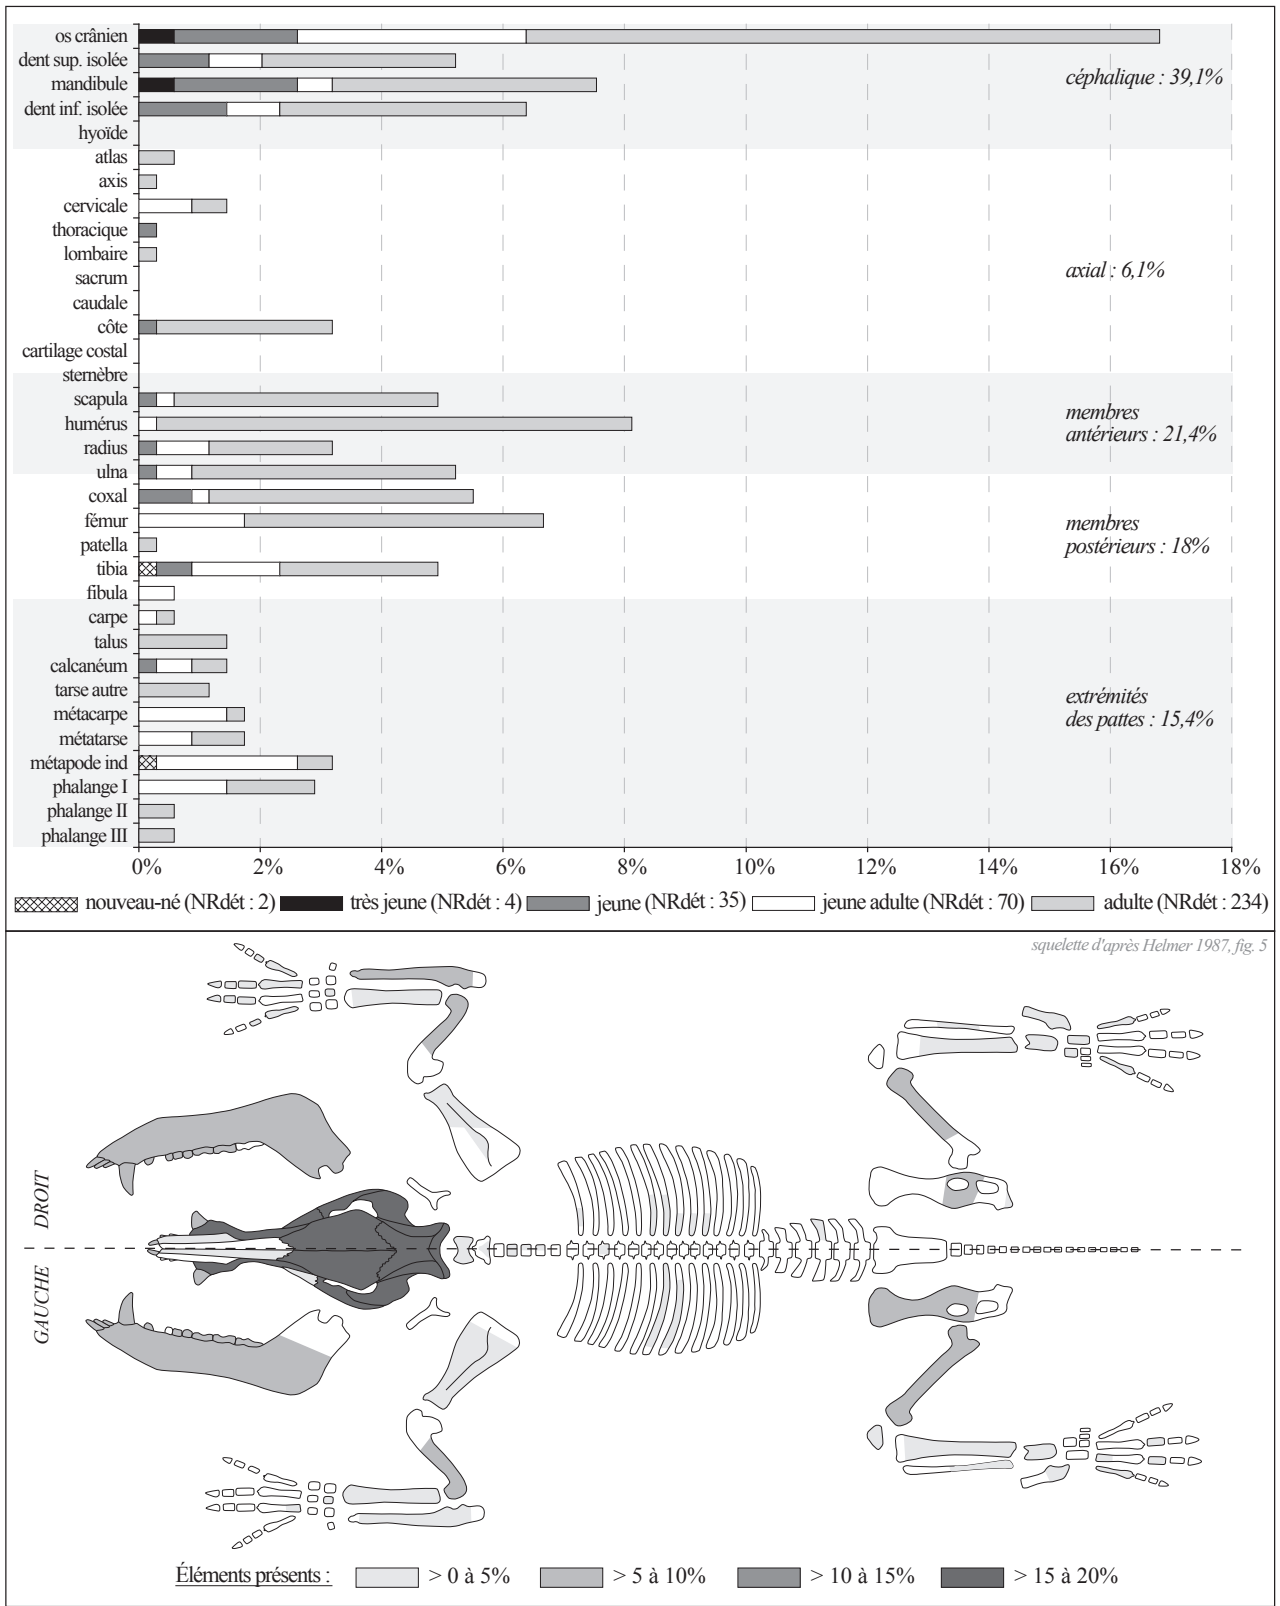 os crânien
dent sup. isolée
mandibule
céphalique : 39,1%
dent inf. isolée
hyoïde
atlas
axis
cervicale
thoracique
lombaire
axial : 6,1%
sacrum
caudale
côte
cartilage costal
sternèbre
scapula
humérus
membres
antérieurs : 21,4%
radius
ulna
coxal
fémur
membres
postérieurs : 18%
patella
tibia
fibula
carpe
talus
calcanéum
tarse autre
extrémités
des pattes : 15,4%
métacarpe
métatarse
métapode ind
phalange I
phalange II
phalange III
0% 2% 4% 6% 8% 10% 12% 14% 16% 18%
nouveau-né (NRdét : 2) très jeune (NRdét : 4) jeune (NRdét : 35) jeune adulte (NRdét : 70) adulte (NRdét : 234)
squelette d'après Helmer 1987, fig. 5
DROIT
GAUCHE
Éléments présents : > 0 à 5% > 5 à 10% > 10 à 15% > 15 à 20%